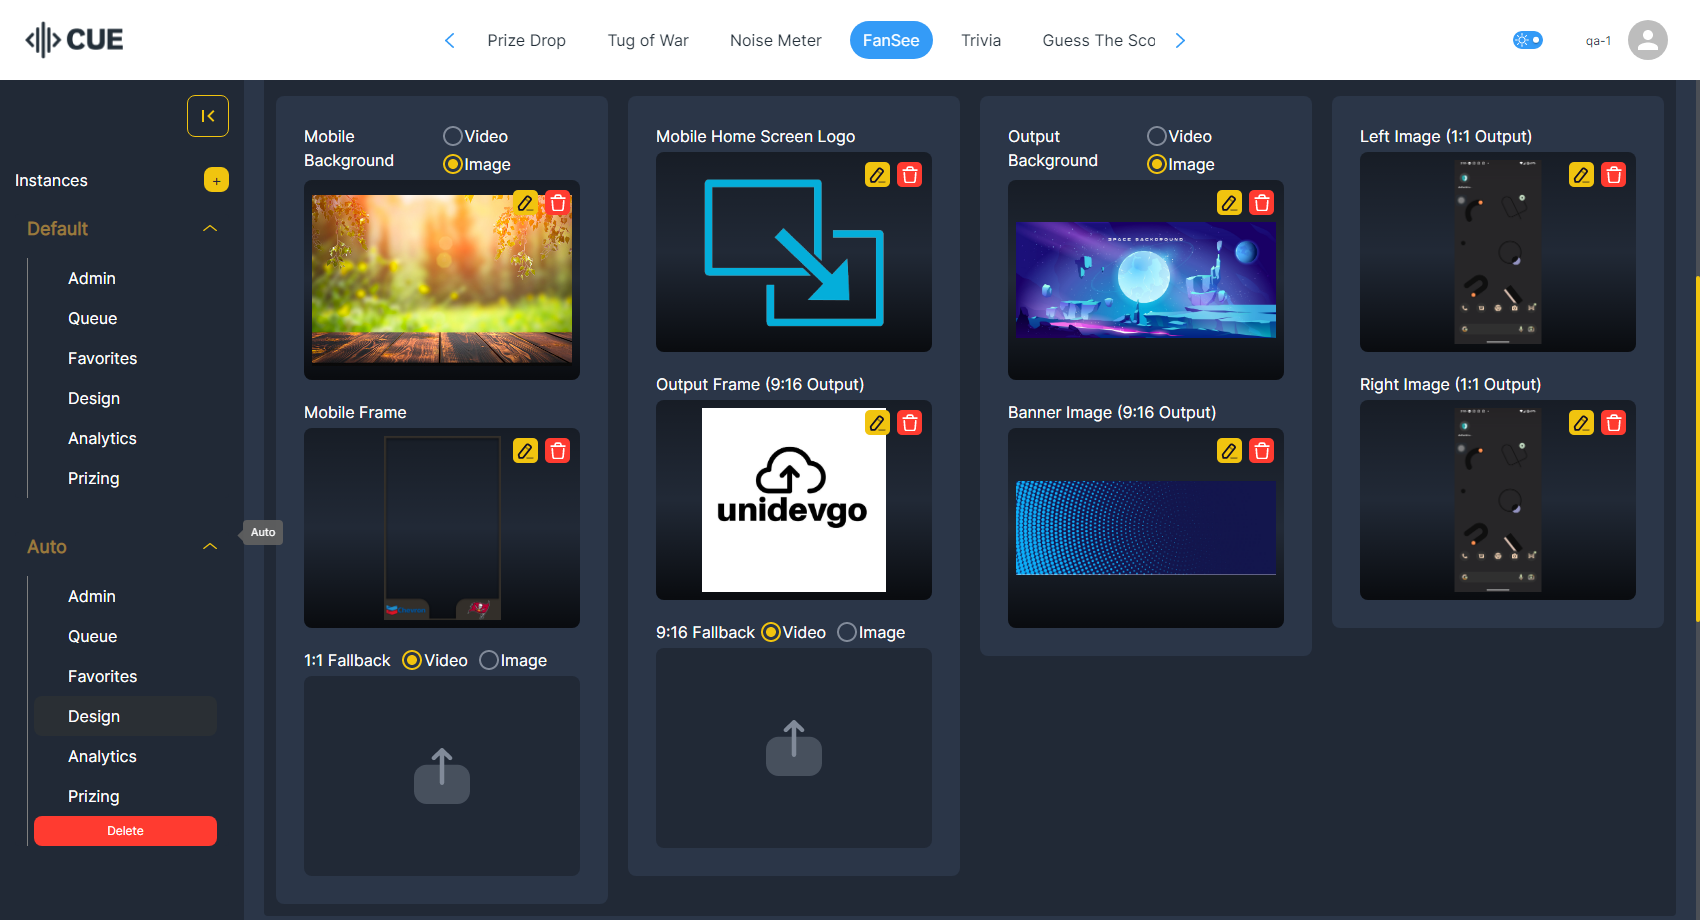 CUE
Prize Drop
Tug of War
Noise Meter
FanSee
Trivia
Guess The Sco
qa-1
Instances
+
Default
Admin
Queue
Favorites
Design
Analytics
Prizing
Auto
Auto
Admin
Queue
Favorites
Design
Analytics
Prizing
Delete
Mobile
Background
Video
Image
Mobile Frame
1:1 Fallback
Video
Image
Mobile Home Screen Logo
Output Frame (9:16 Output)
unidevgo
9:16 Fallback
Video
Image
Output
Background
Video
Image
SPACE BACKGROUND
Banner Image (9:16 Output)
Left Image (1:1 Output)
Right Image (1:1 Output)